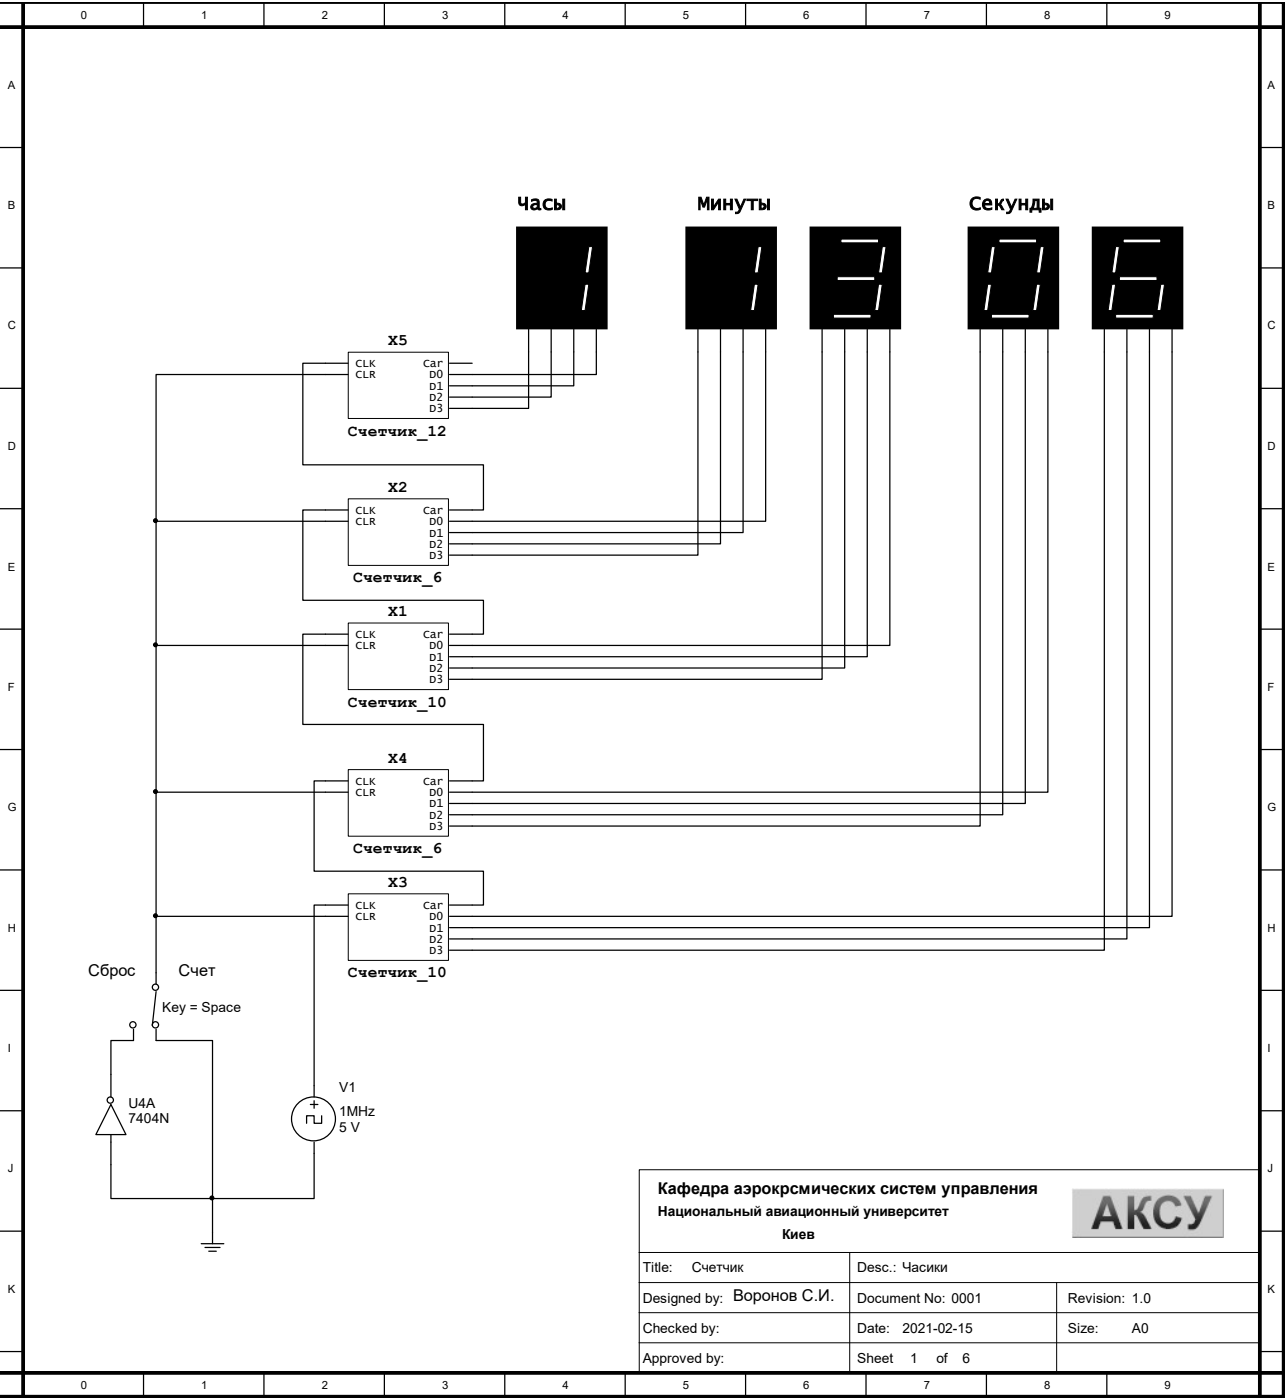 0 1 2 3 4 5 6 7 8 9
A A
B B
C C
D D
E E
F F
G G
H H
I I
J J
K K
Часы Минуты Секунды
1 1 3 0 6
X5
CLK Car
CLR D0
D1
D2
D3
Счетчик_12
X2
CLK Car
CLR D0
D1
D2
D3
Счетчик_6
X1
CLK Car
CLR D0
D1
D2
D3
Счетчик_10
X4
CLK Car
CLR D0
D1
D2
D3
Счетчик_6
X3
CLK Car
CLR D0
D1
D2
D3
Счетчик_10
Сброс Счет
Key = Space
U4A
7404N
V1
+
1MHz
5 V
Кафедра аэрокрсмических систем управления
Национальный авиационный университет
Киев
АКСУ
Title: Счетчик Desc.: Часики
Designed by: Воронов С.И. Document No: 0001 Revision: 1.0
Checked by: Date: 2021-02-15 Size: A0
Approved by: Sheet 1 of 6
0 1 2 3 4 5 6 7 8 9